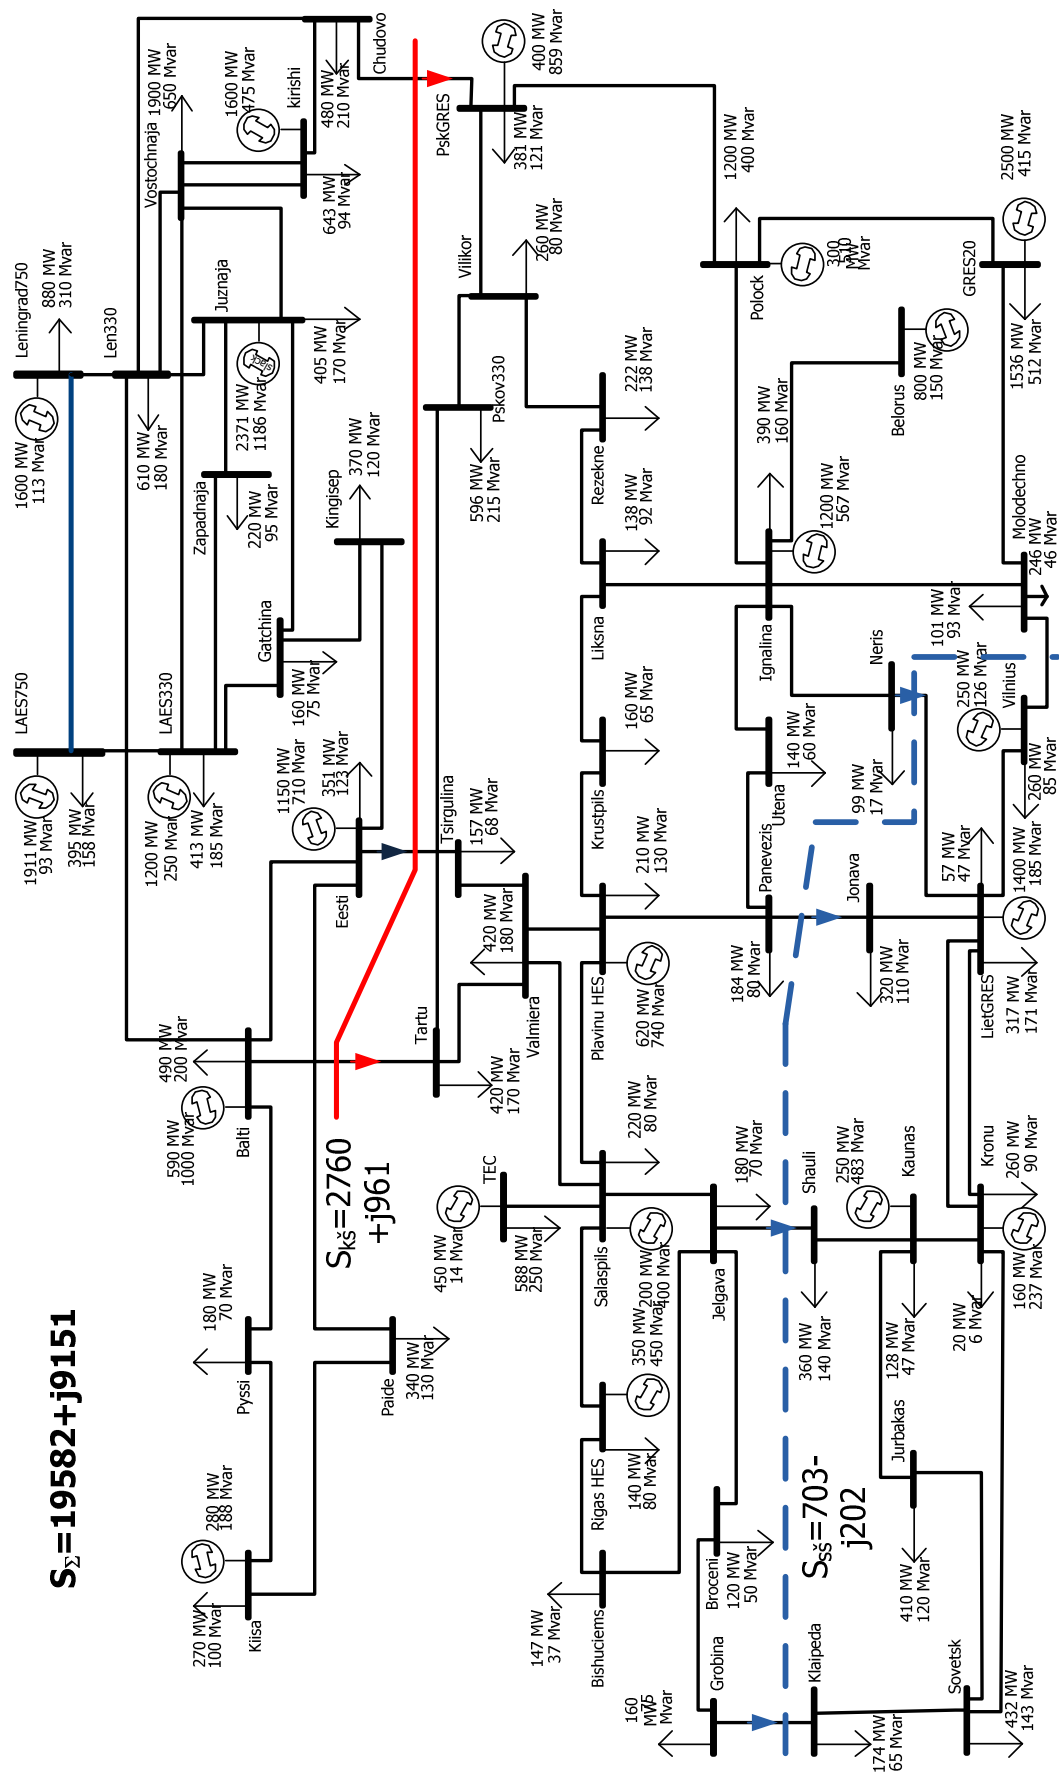 S_Σ=19582+j9151
S_kš=2760
+j961
S_sš=703-
j202
Leningrad750
880 MW
310 Mvar
1600 MW
113 Mvar
Len330
610 MW
180 Mvar
Vostochnaja
1900 MW
650 Mvar
1600 MW
475 Mvar
kirishi
643 MW
94 Mvar
Chudovo
480 MW
210 Mvar
Juznaja
slack
2371 MW
1186 Mvar
405 MW
170 Mvar
Zapadnaja
220 MW
95 Mvar
Gatchina
160 MW
75 Mvar
Kingisep
370 MW
120 Mvar
LAES750
1911 MW
93 Mvar
395 MW
158 Mvar
LAES330
1200 MW
250 Mvar
413 MW
185 Mvar
Eesti
1150 MW
710 Mvar
351 MW
123 Mvar
Balti
490 MW
200 Mvar
590 MW
1000 Mvar
Pyssi
180 MW
70 Mvar
Paide
340 MW
130 Mvar
Kiisa
280 MW
188 Mvar
270 MW
100 Mvar
PskGRES
400 MW
859 Mvar
381 MW
121 Mvar
Vilikor
260 MW
80 Mvar
Pskov330
596 MW
215 Mvar
Tsirgulina
157 MW
68 Mvar
Tartu
420 MW
170 Mvar
Valmiera
420 MW
180 Mvar
Rezekne
222 MW
138 Mvar
Liksna
138 MW
92 Mvar
Krustpils
160 MW
65 Mvar
Plavinu HES
210 MW
130 Mvar
620 MW
740 Mvar
TEC
450 MW
14 Mvar
588 MW
250 Mvar
Salaspils
220 MW
80 Mvar
200 MW
400 Mvar
Rigas HES
350 MW
450 Mvar
140 MW
80 Mvar
Bishuciems
147 MW
37 Mvar
Jelgava
180 MW
70 Mvar
Broceni
120 MW
50 Mvar
Grobina
160
MW
75
Mvar
Polock
1200 MW
400 Mvar
300
MW
510
Mvar
GRES20
2500 MW
415 Mvar
1536 MW
512 Mvar
Belorus
800 MW
150 Mvar
Ignalina
390 MW
160 Mvar
1200 MW
567 Mvar
Molodechno
246 MW
46 Mvar
101 MW
93 Mvar
Neris
99 MW
17 Mvar
Vilnius
250 MW
126 Mvar
260 MW
85 Mvar
Utena
140 MW
60 Mvar
Panevezis
184 MW
80 Mvar
Jonava
320 MW
110 Mvar
LietGRES
57 MW
47 Mvar
1400 MW
185 Mvar
317 MW
171 Mvar
Shauli
360 MW
140 Mvar
Kaunas
250 MW
483 Mvar
128 MW
47 Mvar
Kronu
260 MW
90 Mvar
160 MW
237 Mvar
20 MW
6 Mvar
Jurbakas
410 MW
120 Mvar
Klaipeda
174 MW
65 Mvar
Sovetsk
432 MW
143 Mvar